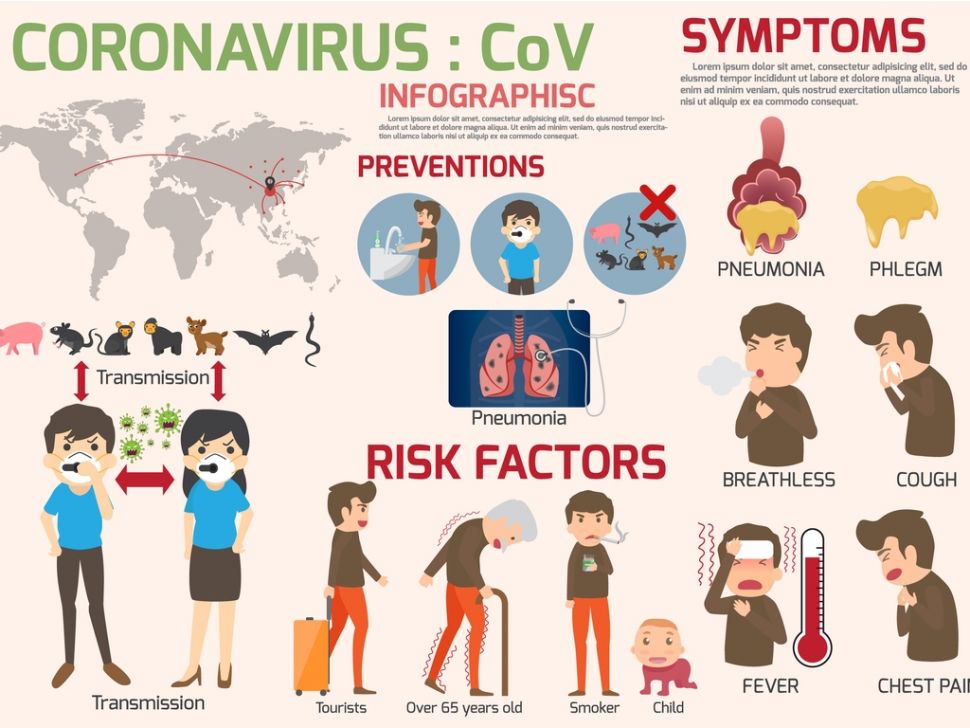 CORONAVIRUS : CoV
INFOGRAPHISC
Lorem ipsum dolor sit amet, consectetur adipisicing elit, sed do eiusmod tempor inci-
didunt ut labore et dolore magna aliqua. Ut enim ad minim veniam, quis nostrud exercita-
tion ullamco laboris nisi ut aliquip ex ea commodo consequat.
SYMPTOMS
Lorem ipsum dolor sit amet, consectetur adipisicing elit, sed do
eiusmod tempor incididunt ut labore et dolore magna aliqua. Ut
enim ad minim veniam, quis nostrud exercitation ullamco laboris
nisi ut aliquip ex ea commodo consequat.
PREVENTIONS
PNEUMONIA
PHLEGM
Transmission
Pneumonia
BREATHLESS
COUGH
RISK FACTORS
Transmission
Tourists
Over 65 years old
Smoker
Child
FEVER
CHEST PAI